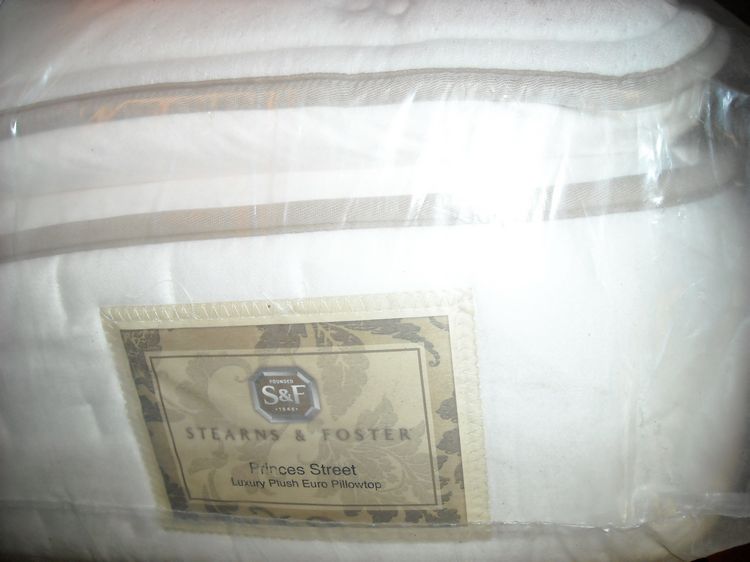 FOUNDED
S&F
1846
STEARNS & FOSTER
Princes Street
Luxury Plush Euro Pillowtop